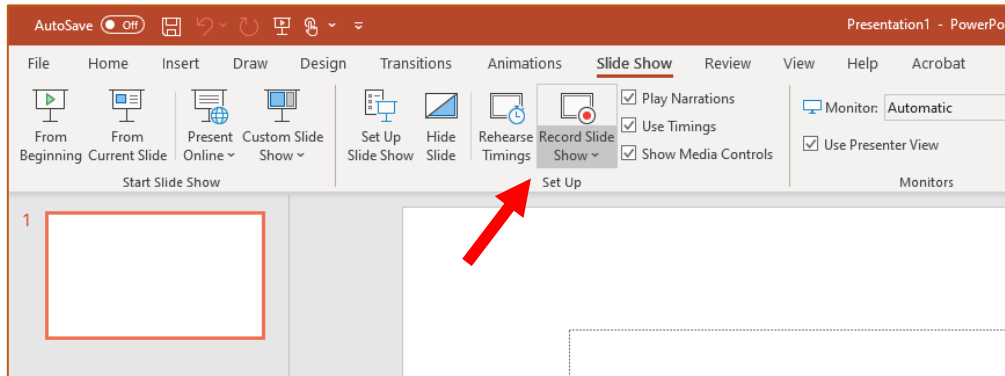 AutoSave Off Presentation1 - PowerPo
File Home Insert Draw Design Transitions Animations Slide Show Review View Help Acrobat
From Beginning
From Current Slide
Present Online
Custom Slide Show
Set Up Slide Show
Hide Slide
Rehearse Timings
Record Slide Show
Play Narrations
Use Timings
Show Media Controls
Monitor: Automatic
Use Presenter View
Start Slide Show Set Up Monitors
1